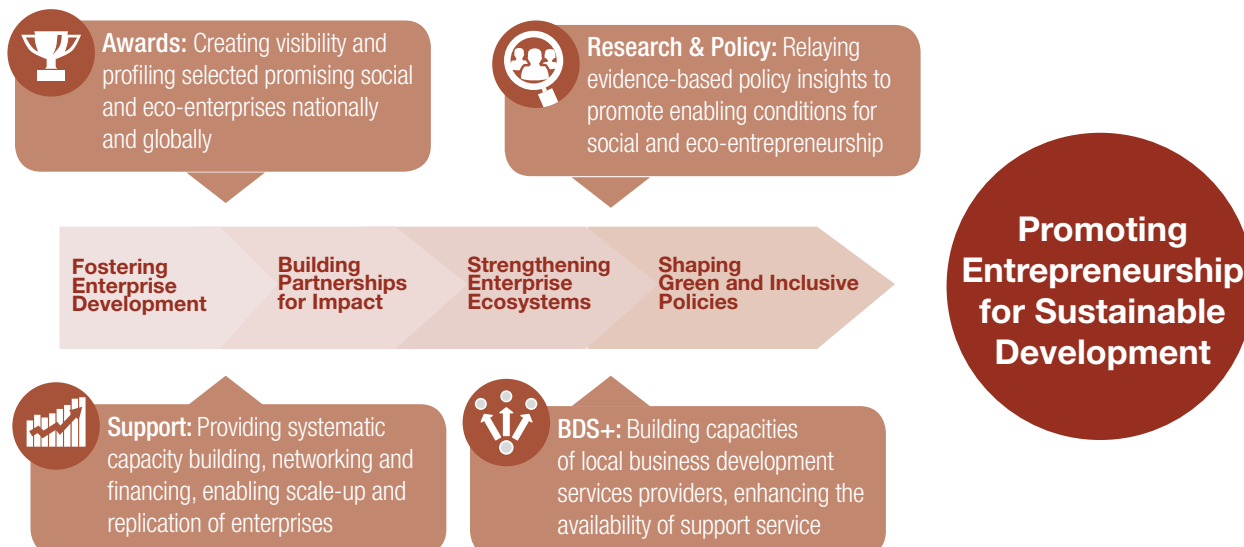 Awards: Creating visibility and
profiling selected promising social
and eco-enterprises nationally
and globally
Research & Policy: Relaying
evidence-based policy insights to
promote enabling conditions for
social and eco-entrepreneurship
Fostering
Enterprise
Development
Building
Partnerships
for Impact
Strengthening
Enterprise
Ecosystems
Shaping
Green and Inclusive
Policies
Promoting
Entrepreneurship
for Sustainable
Development
Support: Providing systematic
capacity building, networking and
financing, enabling scale-up and
replication of enterprises
BDS+: Building capacities
of local business development
services providers, enhancing the
availability of support service